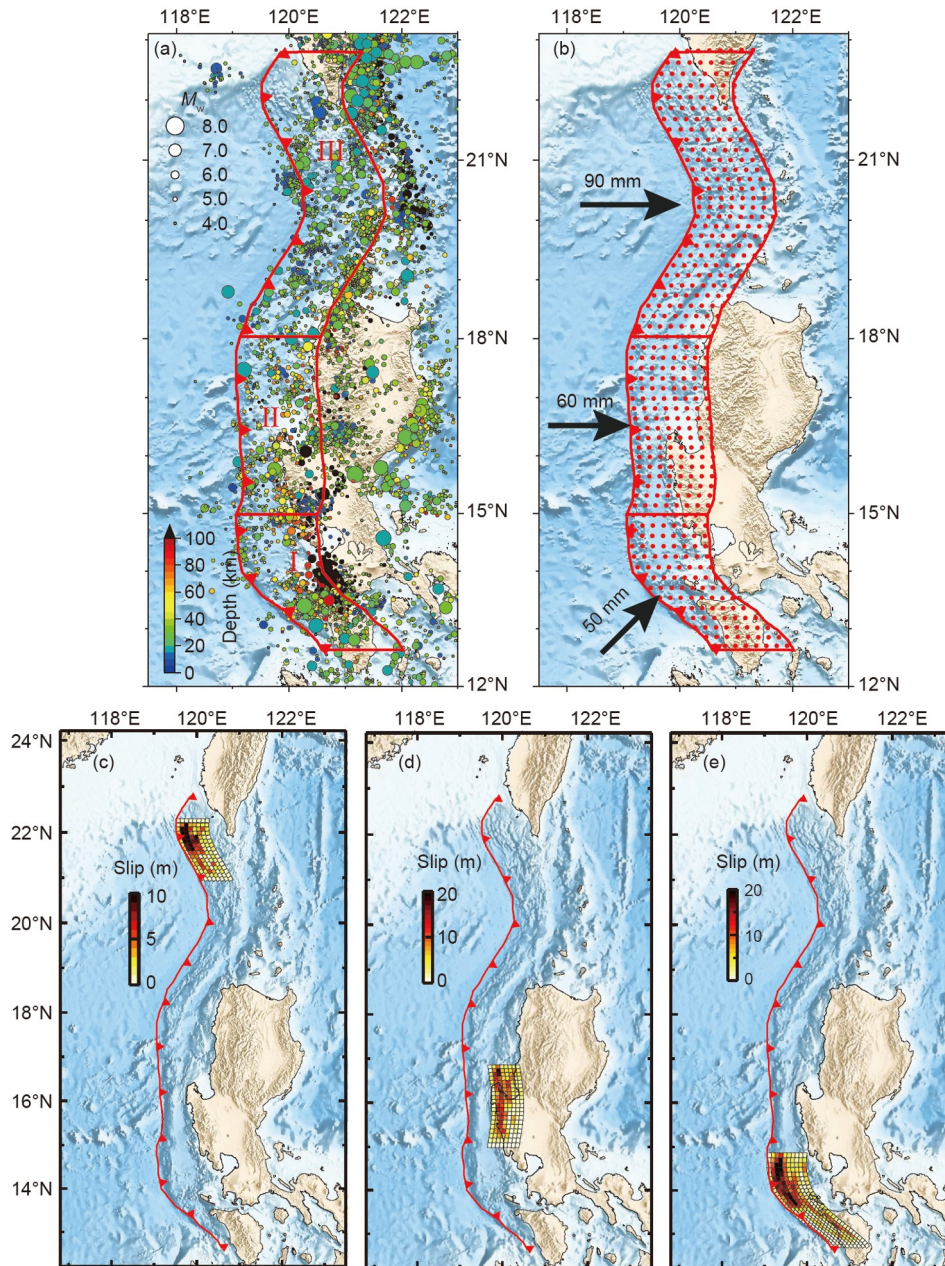 118°E 120°E 122°E 118°E 120°E 122°E
(a) (b)
Mw
8.0
7.0
6.0
5.0
4.0
III
21°N 21°N
90 mm
18°N 18°N
II
60 mm
15°N 15°N
I
100
80
60
40
20
0
Depth (km)
50 mm
12°N 12°N
118°E 120°E 122°E 118°E 120°E 122°E 118°E 120°E 122°E
24°N
(c) (d) (e)
22°N
Slip (m) Slip (m) Slip (m)
10 20 20
20°N
5 10 10
0 0 0
18°N
16°N
14°N